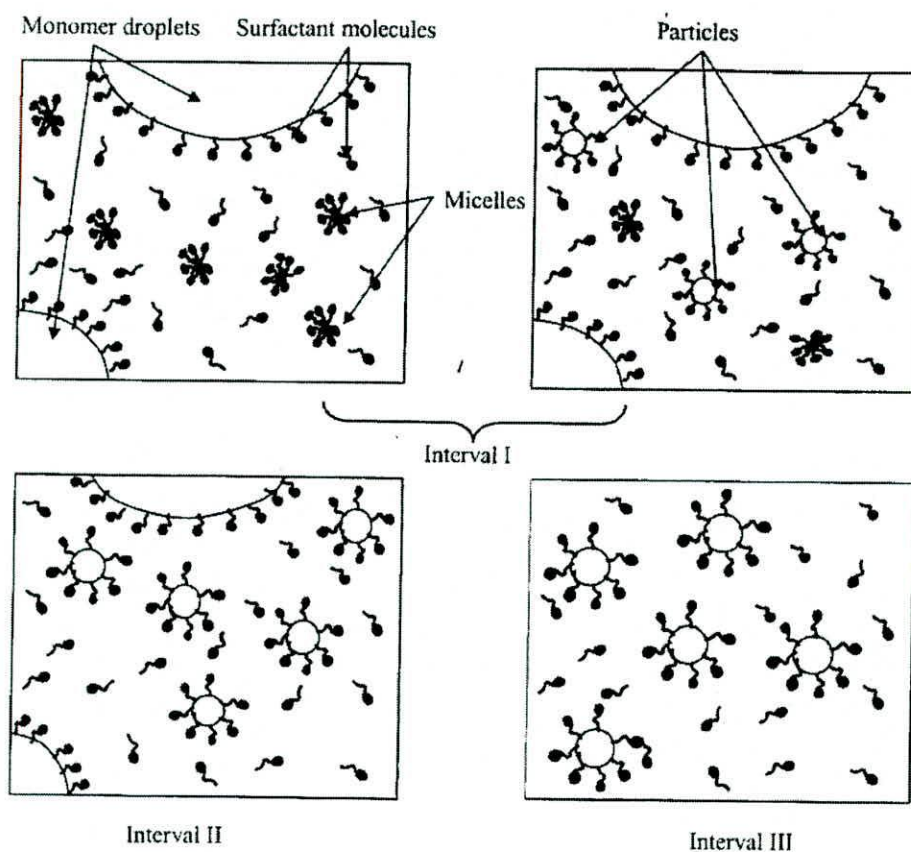 Monomer droplets
Surfactant molecules
Particles
Micelles
Interval I
Interval II
Interval III